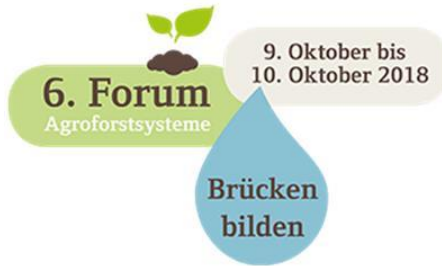 6. Forum
Agroforstsysteme
9. Oktober bis
10. Oktober 2018
Brücken
bilden